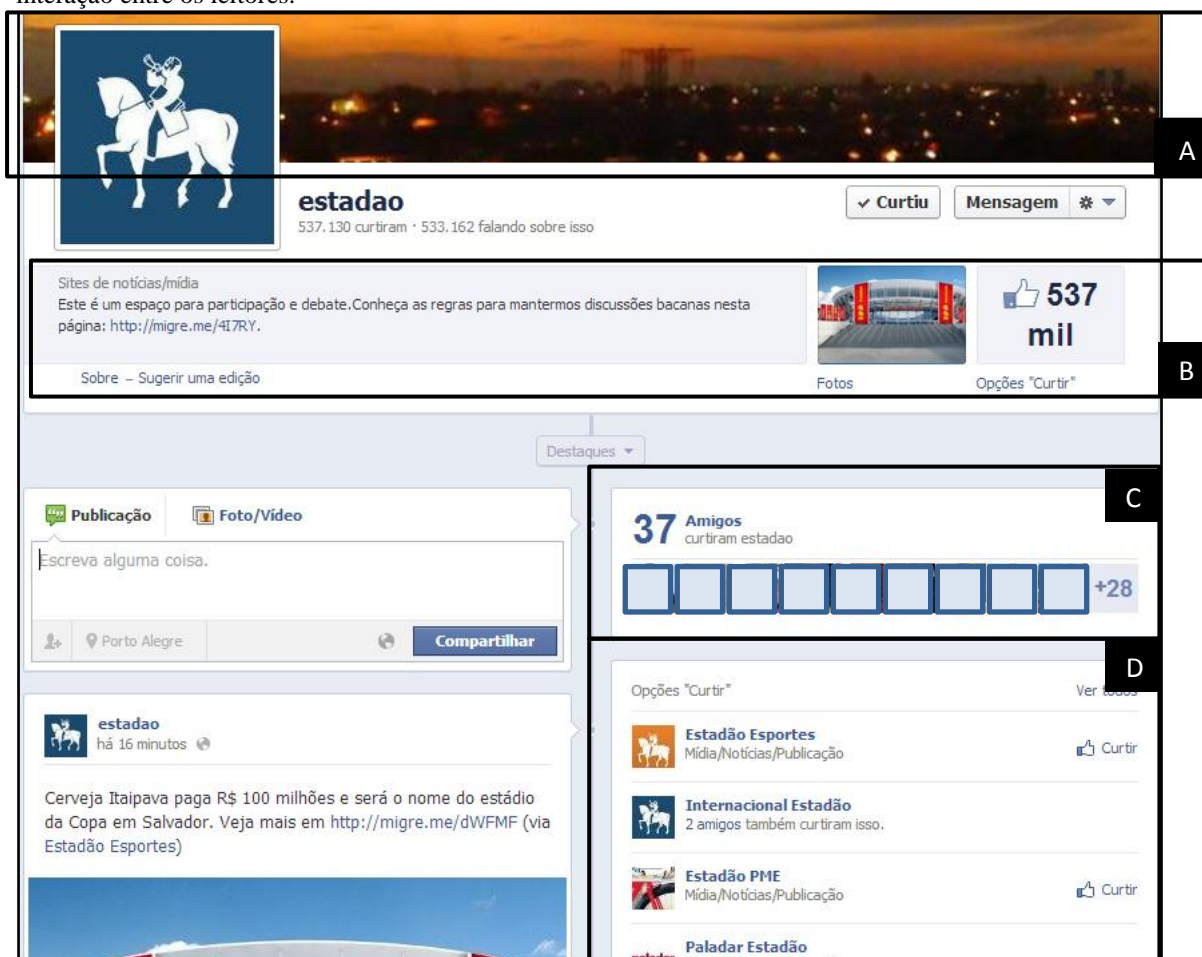 interação entre os leitores.
A
estadao
537.130 curtiram · 533.162 falando sobre isso
Curtiu
Mensagem
Sites de notícias/mídia
Este é um espaço para participação e debate.Conheça as regras para mantermos discussões bacanas nesta
página: http://migre.me/4I7RY.
537
mil
Sobre – Sugerir uma edição
Fotos
Opções "Curtir"
B
Destaques
Publicação
Foto/Vídeo
Escreva alguma coisa.
Porto Alegre
Compartilhar
C
37 Amigos
curtiram estadao
+28
D
Opções "Curtir"
Ver todos
Estadão Esportes
Mídia/Notícias/Publicação
Curtir
Internacional Estadão
2 amigos também curtiram isso.
Estadão PME
Mídia/Notícias/Publicação
Curtir
Paladar Estadão
estadao
há 16 minutos
Cerveja Itaipava paga R$ 100 milhões e será o nome do estádio
da Copa em Salvador. Veja mais em http://migre.me/dWFMF (via
Estadão Esportes)